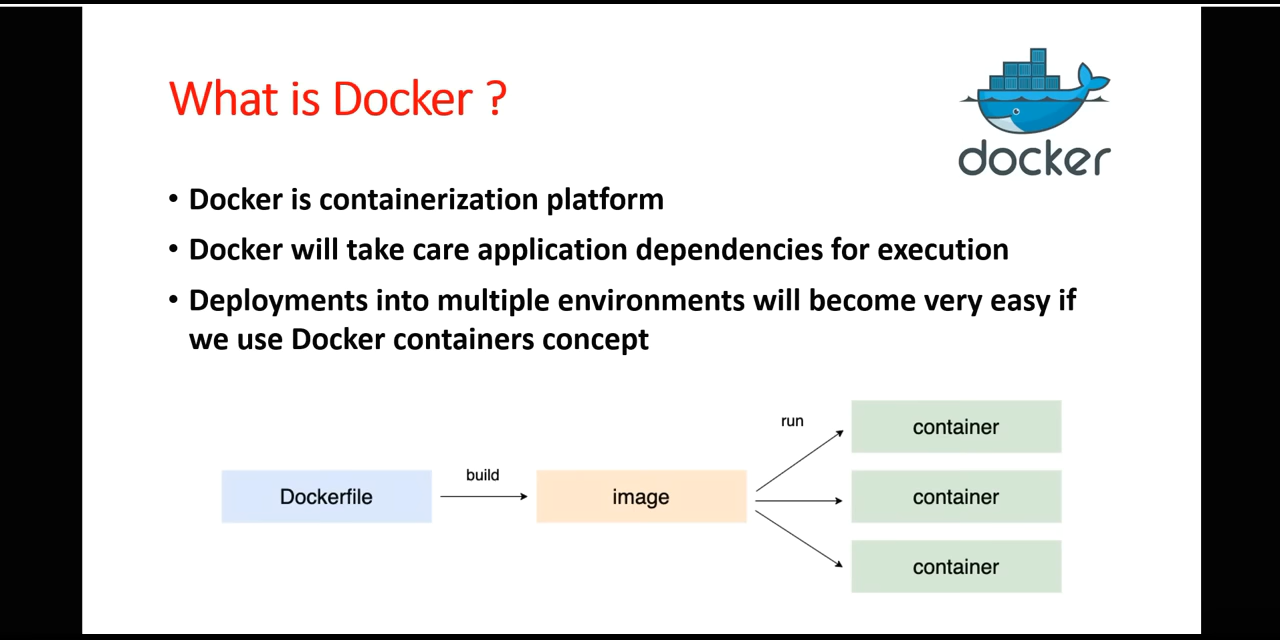 What is Docker ?
docker
• Docker is containerization platform
• Docker will take care application dependencies for execution
• Deployments into multiple environments will become very easy if
we use Docker containers concept
run
container
build
Dockerfile
image
container
container